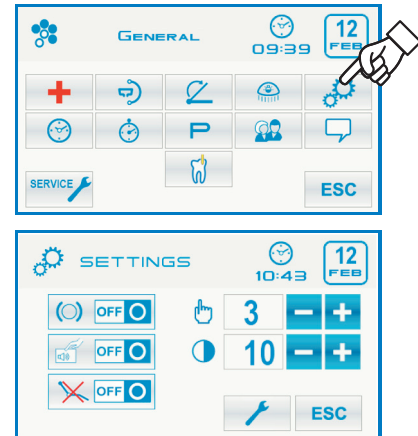 GENERAL
09:39
12
FEB
P
SERVICE
ESC
SETTINGS
10:43
12
FEB
OFF
3
OFF
10
OFF
ESC